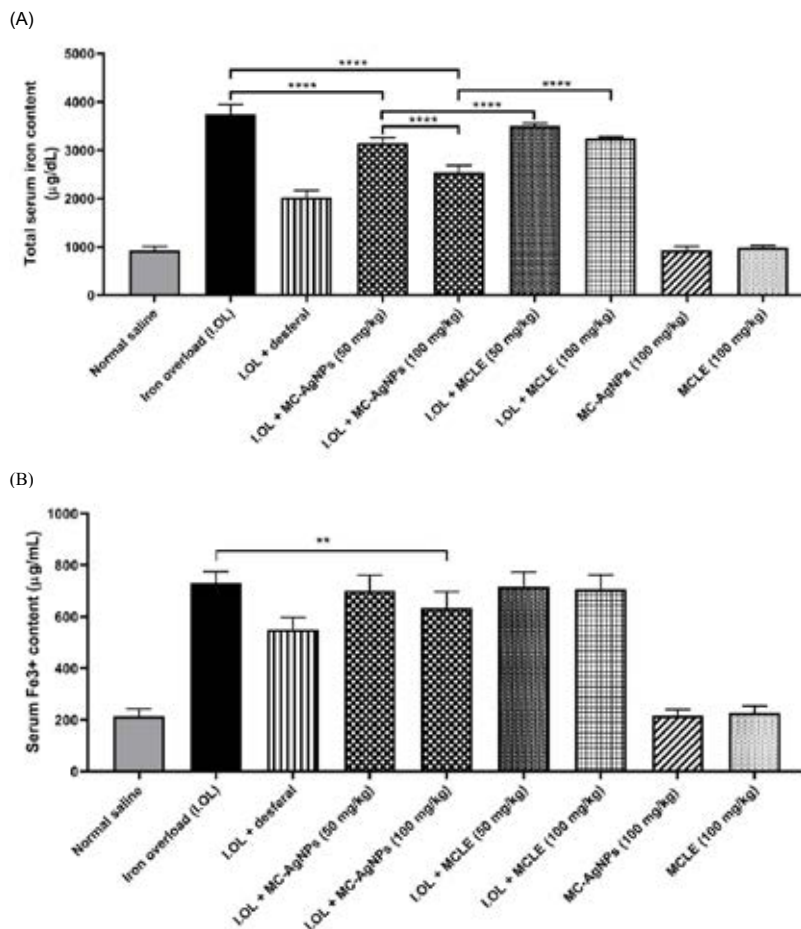 (A)
5000
4000
3000
2000
1000
0
Total serum iron content
(µg/dL)
****
****
****
****
****
Normal saline
Iron overload (I.OL)
I.OL + desferal
I.OL + MC-AgNPs (50 mg/kg)
I.OL + MC-AgNPs (100 mg/kg)
I.OL + MCLE (50 mg/kg)
I.OL + MCLE (100 mg/kg)
MC-AgNPs (100 mg/kg)
MCLE (100 mg/kg)
(B)
1000
800
600
400
200
0
Serum Fe3+ content (µg/mL)
**
Normal saline
Iron overload (I.OL)
I.OL + desferal
I.OL + MC-AgNPs (50 mg/kg)
I.OL + MC-AgNPs (100 mg/kg)
I.OL + MCLE (50 mg/kg)
I.OL + MCLE (100 mg/kg)
MC-AgNPs (100 mg/kg)
MCLE (100 mg/kg)